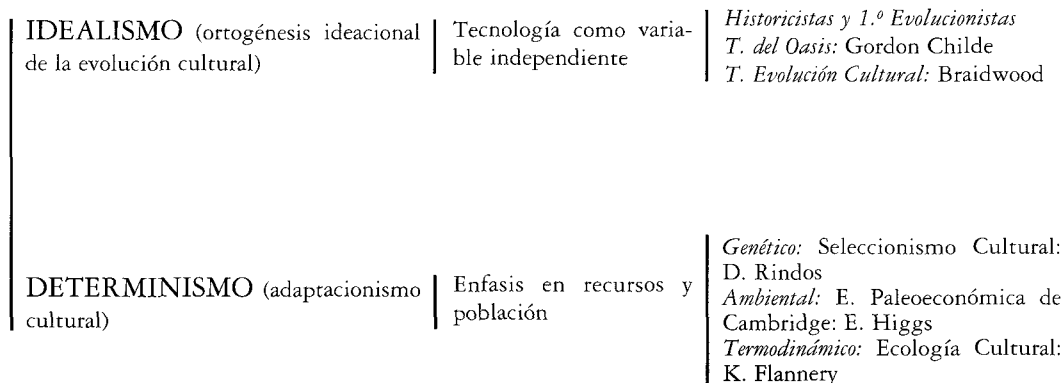 IDEALISMO (ortogénesis ideacional
de la evolución cultural)
Tecnología como varia-
ble independiente
Historicistas y 1.º Evolucionistas
T. del Oasis: Gordon Childe
T. Evolución Cultural: Braidwood
DETERMINISMO (adaptacionismo
cultural)
Enfasis en recursos y
población
Genético: Seleccionismo Cultural:
D. Rindos
Ambiental: E. Paleoeconómica de
Cambridge: E. Higgs
Termodinámico: Ecología Cultural:
K. Flannery